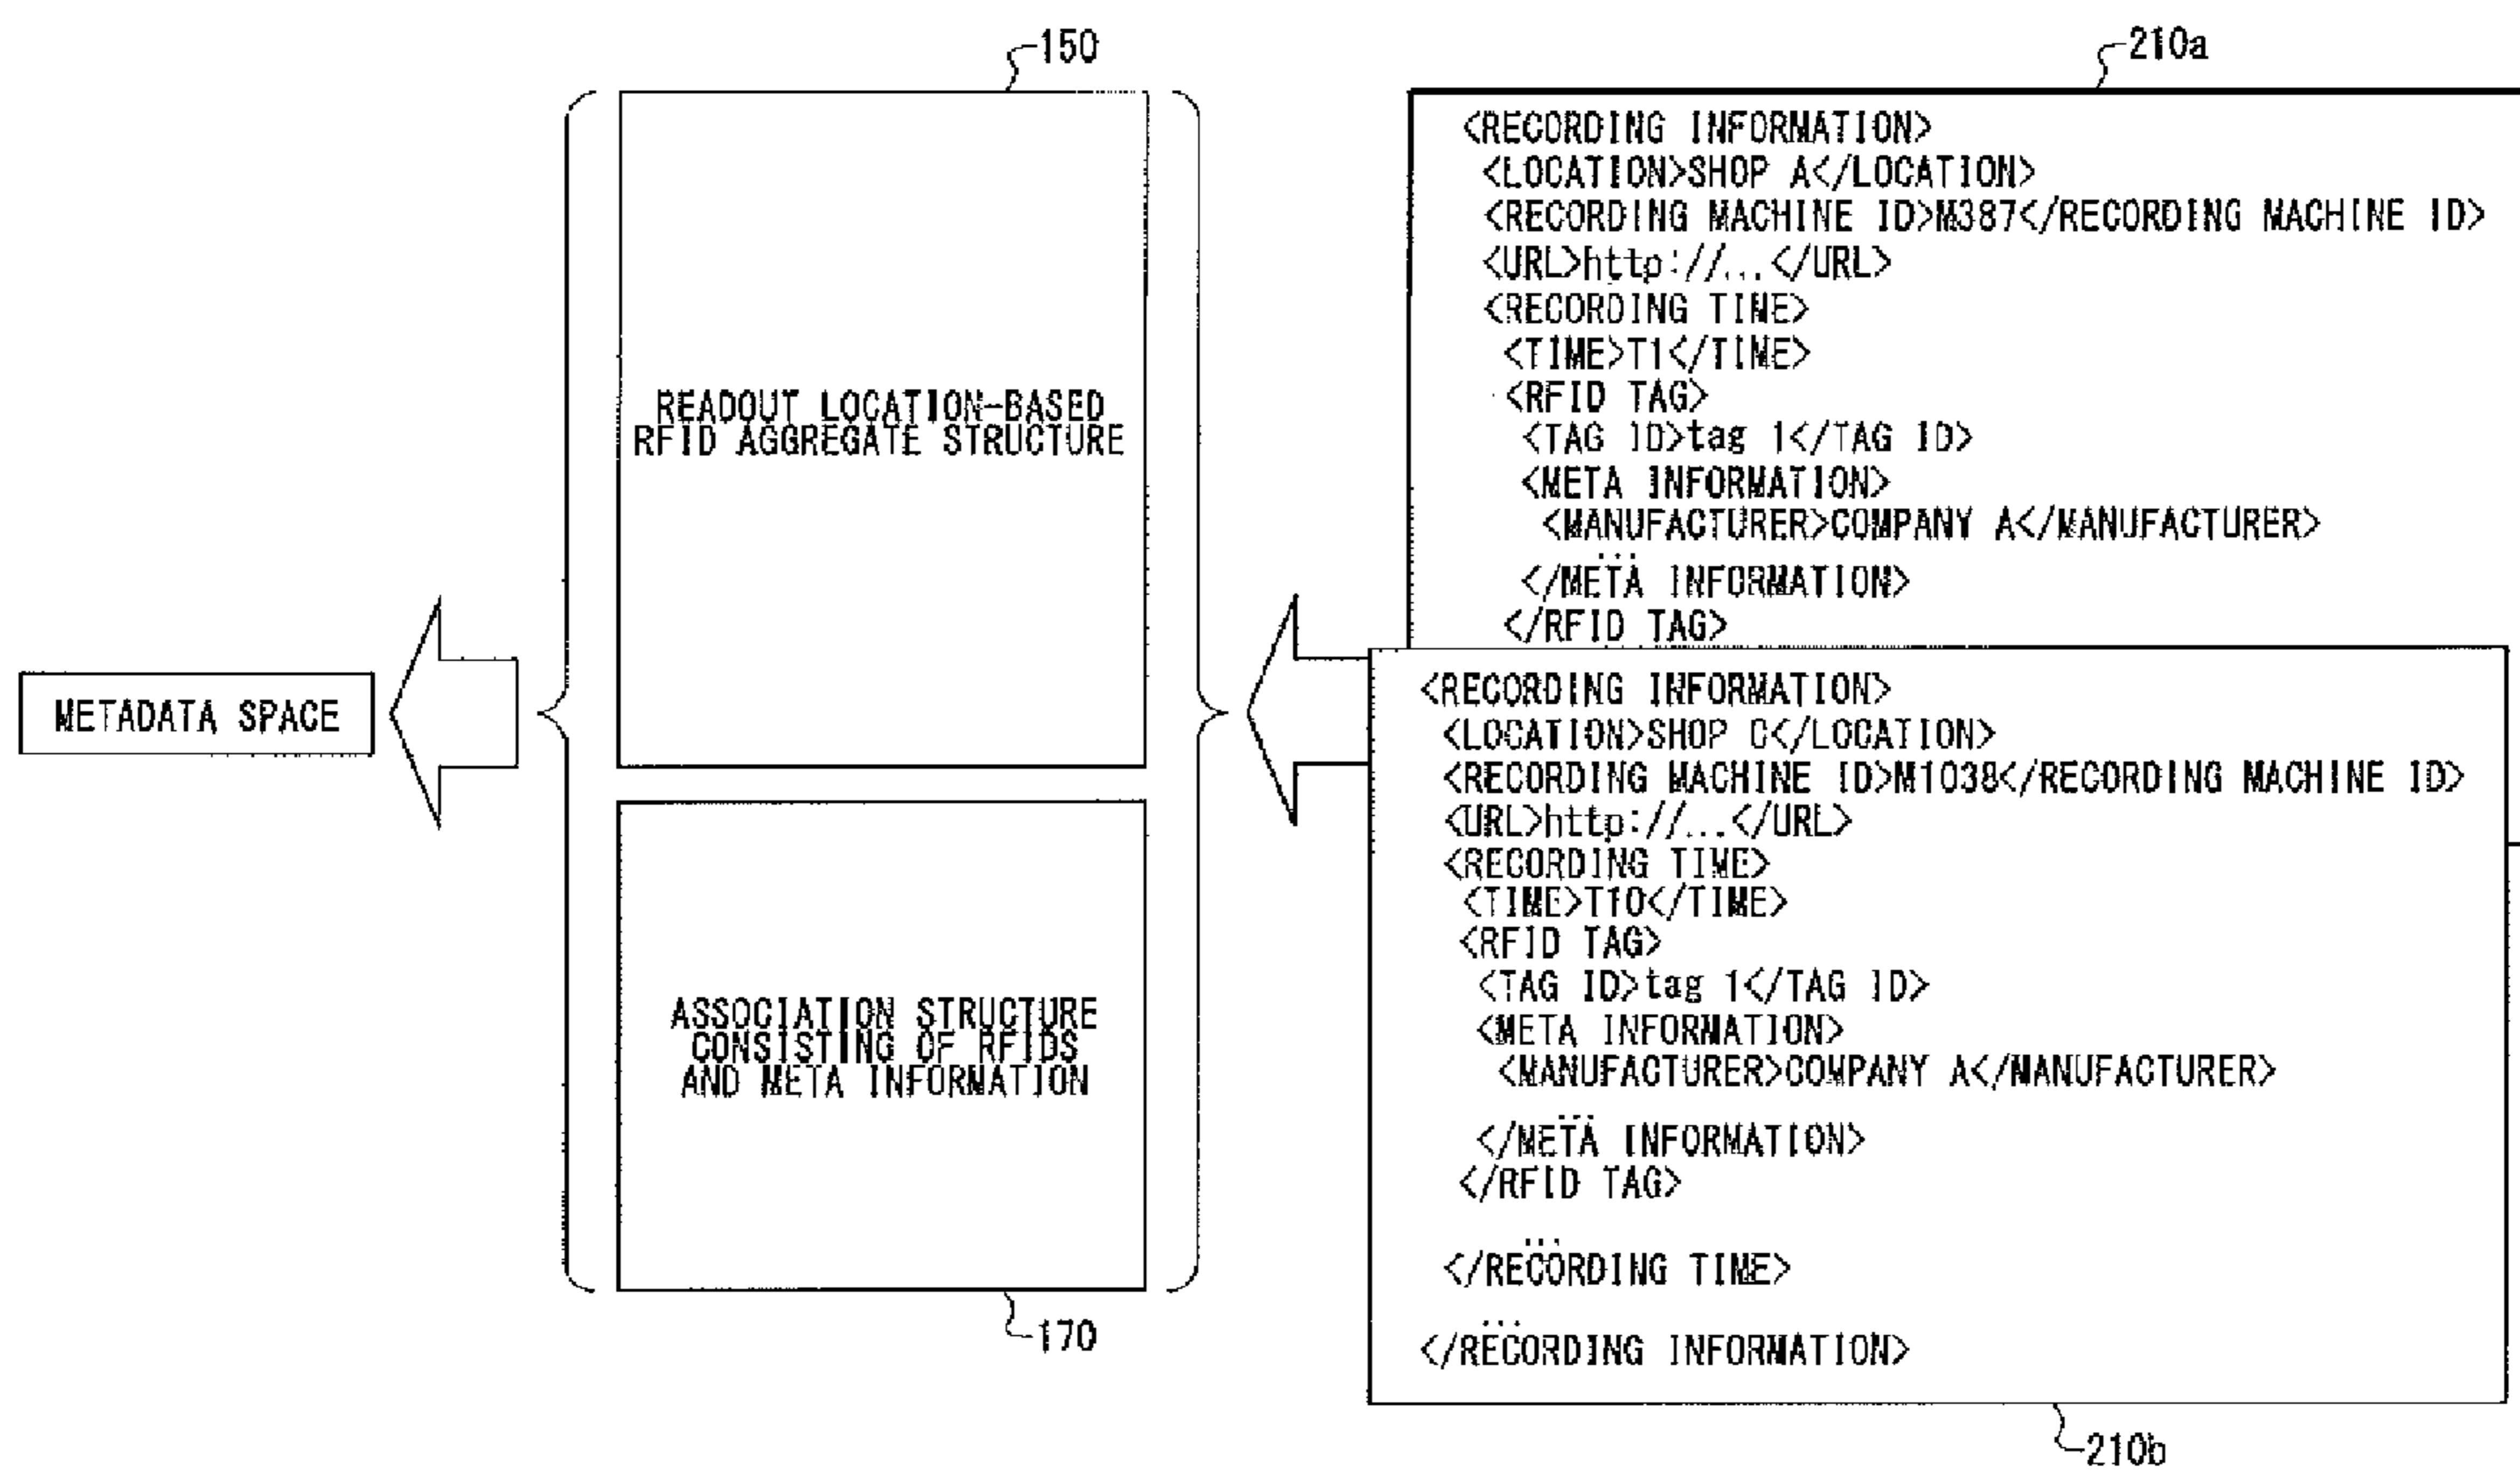 150
210a
<RECORDING INFORMATION>
<LOCATION>SHOP A</LOCATION>
<RECORDING MACHINE ID>M387</RECORDING MACHINE ID>
<URL>http://...</URL>
<RECORDING TIME>
<TIME>T1</TIME>
<RFID TAG>
<TAG ID>tag 1</TAG ID>
<META INFORMATION>
<MANUFACTURER>COMPANY A</MANUFACTURER>
...
</META INFORMATION>
</RFID TAG>
READOUT LOCATION-BASED
RFID AGGREGATE STRUCTURE
METADATA SPACE
<RECORDING INFORMATION>
<LOCATION>SHOP C</LOCATION>
<RECORDING MACHINE ID>M1038</RECORDING MACHINE ID>
<URL>http://...</URL>
<RECORDING TIME>
<TIME>T10</TIME>
<RFID TAG>
<TAG ID>tag 1</TAG ID>
<META INFORMATION>
<MANUFACTURER>COMPANY A</MANUFACTURER>
...
</META INFORMATION>
</RFID TAG>
...
</RECORDING TIME>
...
</RECORDING INFORMATION>
ASSOCIATION STRUCTURE
CONSISTING OF RFIDS
AND META INFORMATION
170
210b